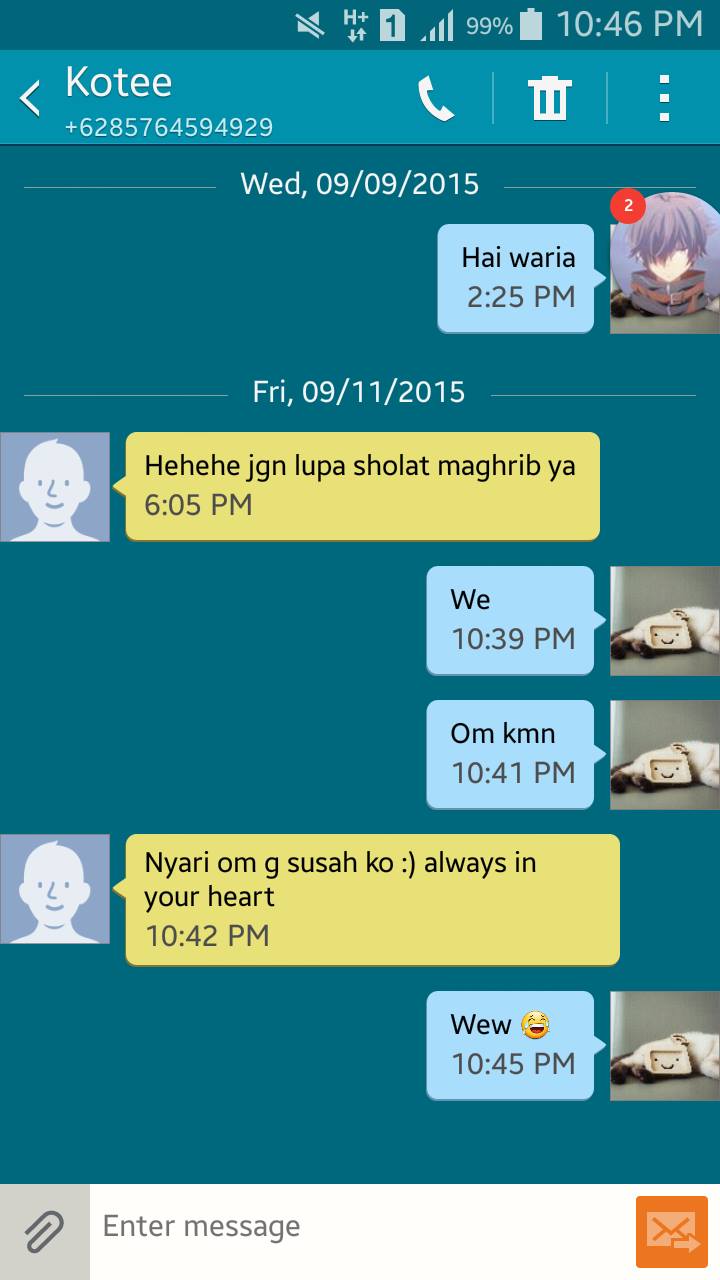 H+ 1 99% 10:46 PM
Kotee
+6285764594929
Wed, 09/09/2015
2
Hai waria
2:25 PM
Fri, 09/11/2015
Hehehe jgn lupa sholat maghrib ya
6:05 PM
We
10:39 PM
Om kmn
10:41 PM
Nyari om g susah ko :) always in
your heart
10:42 PM
Wew 😂
10:45 PM
Enter message